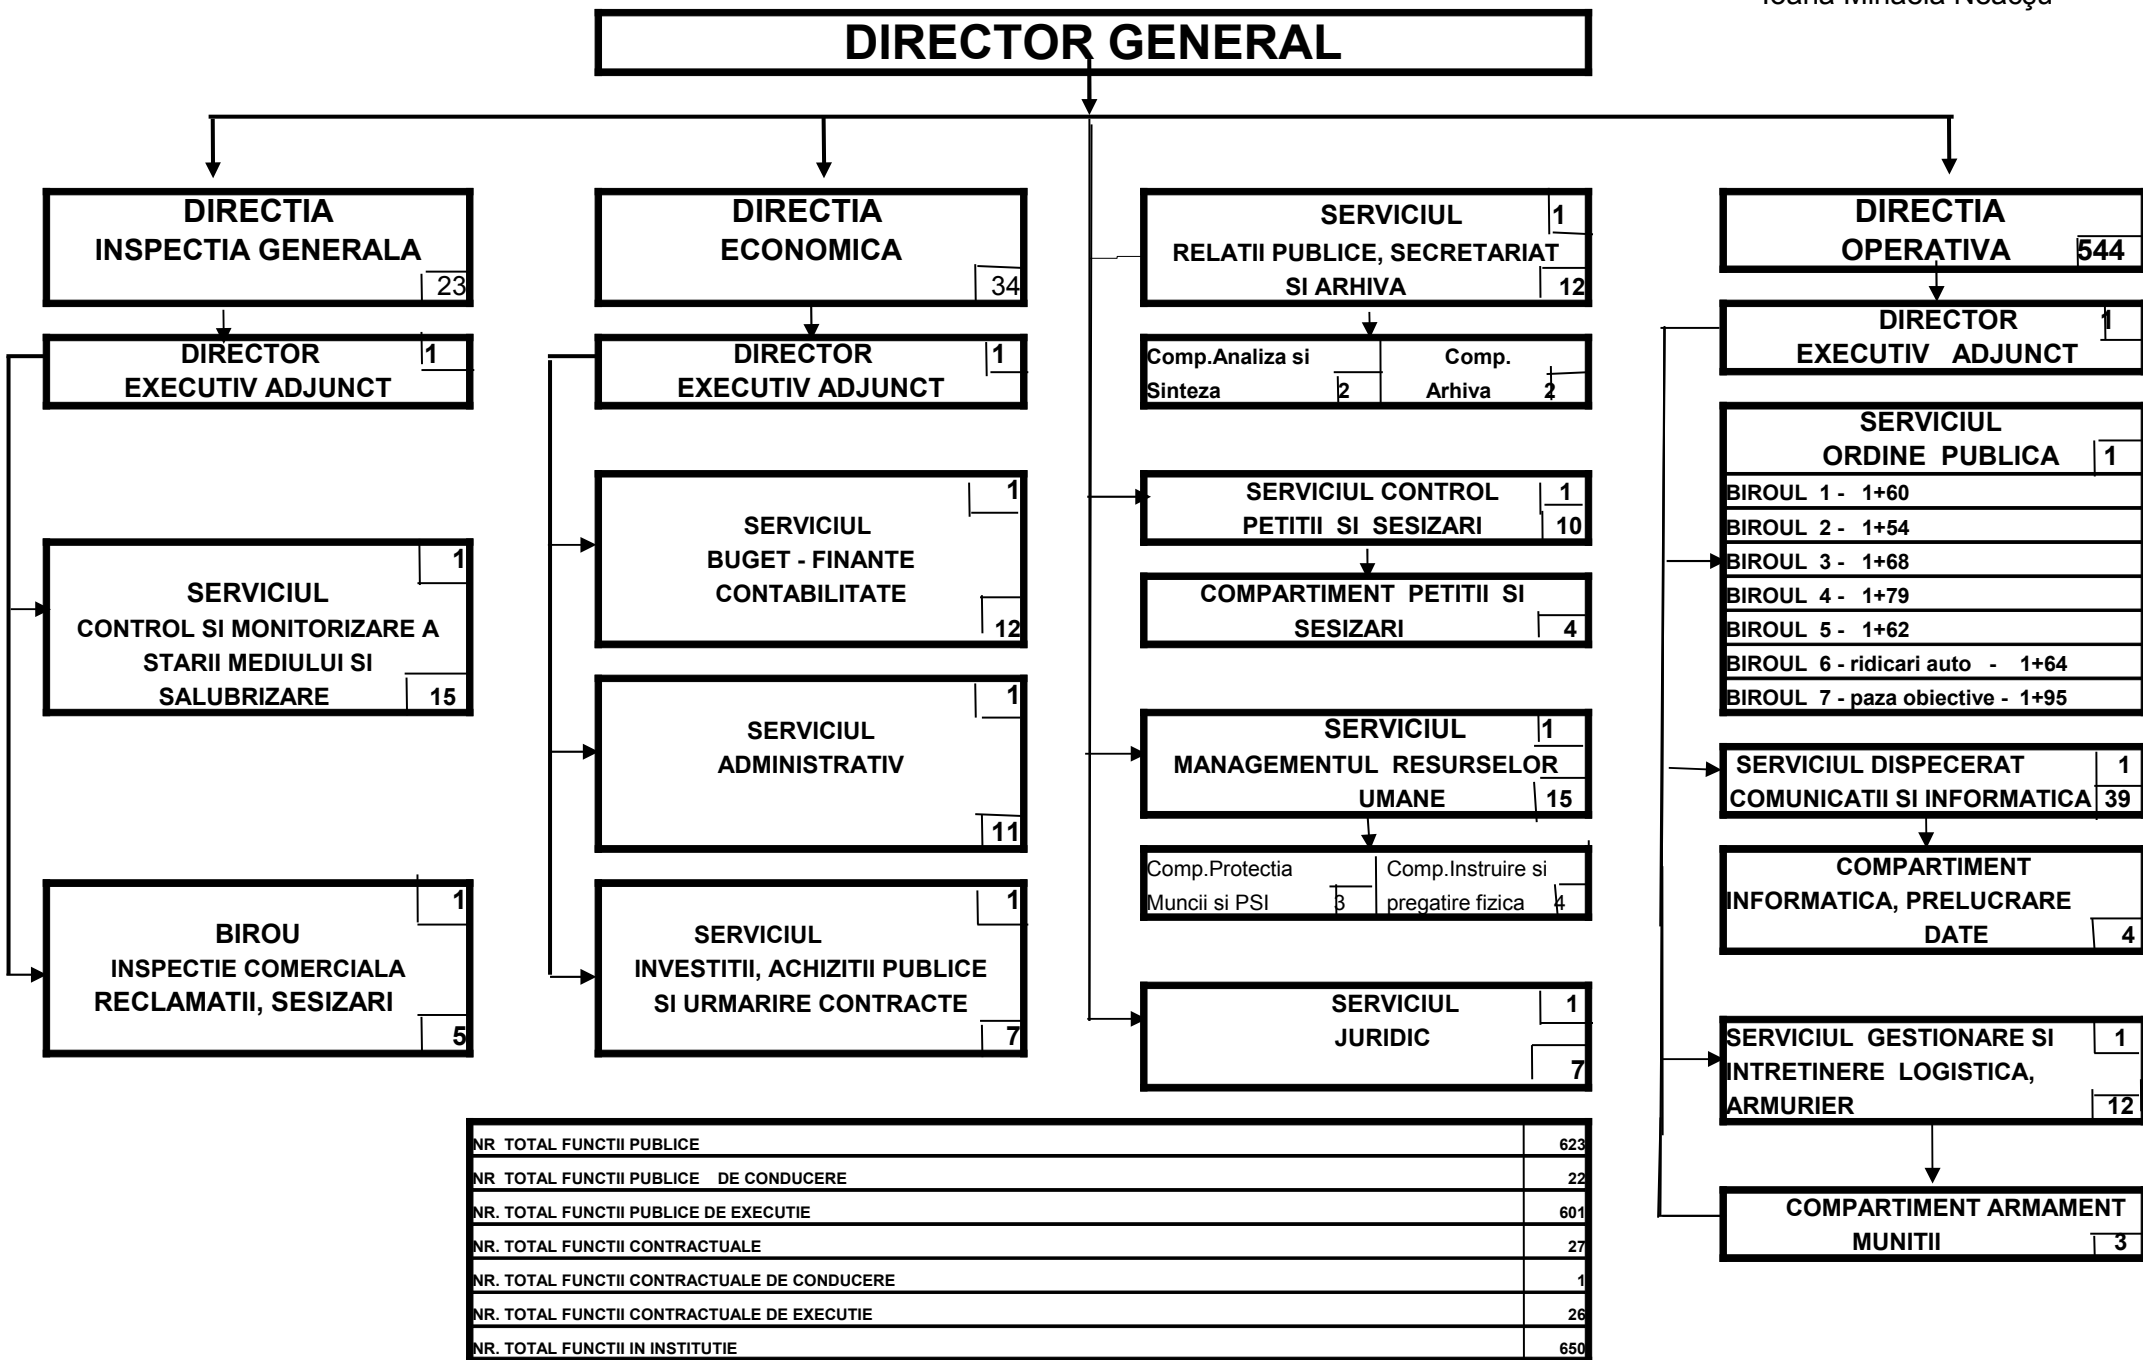 Ioana Mihaela Neacşu
DIRECTOR GENERAL
DIRECTIA
INSPECTIA GENERALA
23
DIRECTOR 1
EXECUTIV ADJUNCT
1
SERVICIUL
CONTROL SI MONITORIZARE A
STARII MEDIULUI SI
SALUBRIZARE 15
1
BIROU
INSPECTIE COMERCIALA
RECLAMATII, SESIZARI
5
DIRECTIA
ECONOMICA
34
DIRECTOR 1
EXECUTIV ADJUNCT
1
SERVICIUL
BUGET - FINANTE
CONTABILITATE
12
1
SERVICIUL
ADMINISTRATIV
11
1
SERVICIUL
INVESTITII, ACHIZITII PUBLICE
SI URMARIRE CONTRACTE
7
SERVICIUL 1
RELATII PUBLICE, SECRETARIAT
SI ARHIVA 12
Comp.Analiza si
Sinteza 2
Comp.
Arhiva 2
SERVICIUL CONTROL 1
PETITII SI SESIZARI 10
COMPARTIMENT PETITII SI
SESIZARI 4
SERVICIUL 1
MANAGEMENTUL RESURSELOR
UMANE 15
Comp.Protectia
Muncii si PSI 3
Comp.Instruire si
pregatire fizica 4
SERVICIUL 1
JURIDIC
7
DIRECTIA
OPERATIVA 544
DIRECTOR 1
EXECUTIV ADJUNCT
SERVICIUL
ORDINE PUBLICA 1
BIROUL 1 - 1+60
BIROUL 2 - 1+54
BIROUL 3 - 1+68
BIROUL 4 - 1+79
BIROUL 5 - 1+62
BIROUL 6 - ridicari auto - 1+64
BIROUL 7 - paza obiective - 1+95
SERVICIUL DISPECERAT 1
COMUNICATII SI INFORMATICA 39
COMPARTIMENT
INFORMATICA, PRELUCRARE
DATE 4
SERVICIUL GESTIONARE SI 1
INTRETINERE LOGISTICA,
ARMURIER 12
COMPARTIMENT ARMAMENT
MUNITII 3
NR TOTAL FUNCTII PUBLICE 623
NR TOTAL FUNCTII PUBLICE DE CONDUCERE 22
NR. TOTAL FUNCTII PUBLICE DE EXECUTIE 601
NR. TOTAL FUNCTII CONTRACTUALE 27
NR. TOTAL FUNCTII CONTRACTUALE DE CONDUCERE 1
NR. TOTAL FUNCTII CONTRACTUALE DE EXECUTIE 26
NR. TOTAL FUNCTII IN INSTITUTIE 650